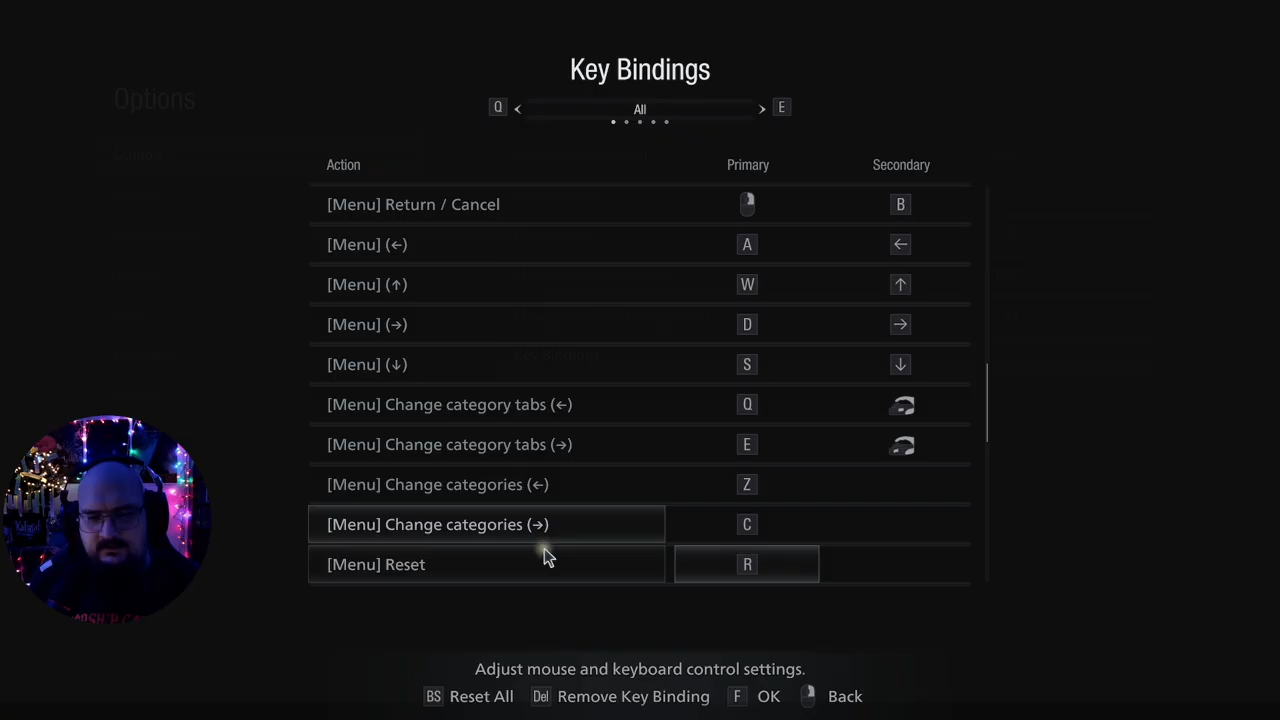 Key Bindings
Options
Q All E
Action Primary Secondary
[Menu] Return / Cancel B
[Menu] (←) A ←
[Menu] (↑) W ↑
[Menu] (→) D →
[Menu] (↓) S ↓
[Menu] Change category tabs (←) Q
[Menu] Change category tabs (→) E
[Menu] Change categories (←) Z
[Menu] Change categories (→) C
[Menu] Reset R
Adjust mouse and keyboard control settings.
BS Reset All Del Remove Key Binding F OK Back